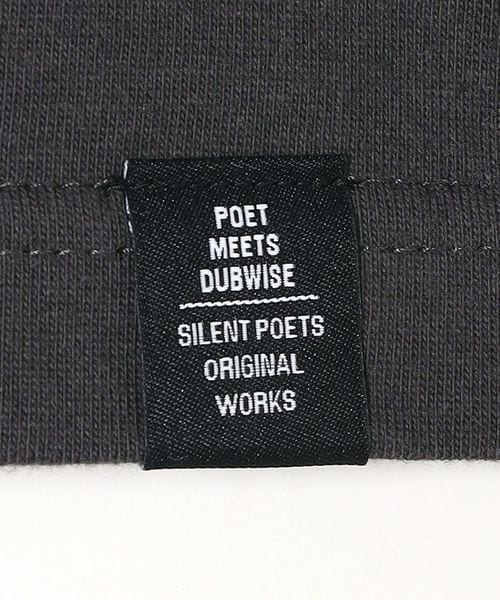 POET
MEETS
DUBWISE
SILENT POETS
ORIGINAL
WORKS